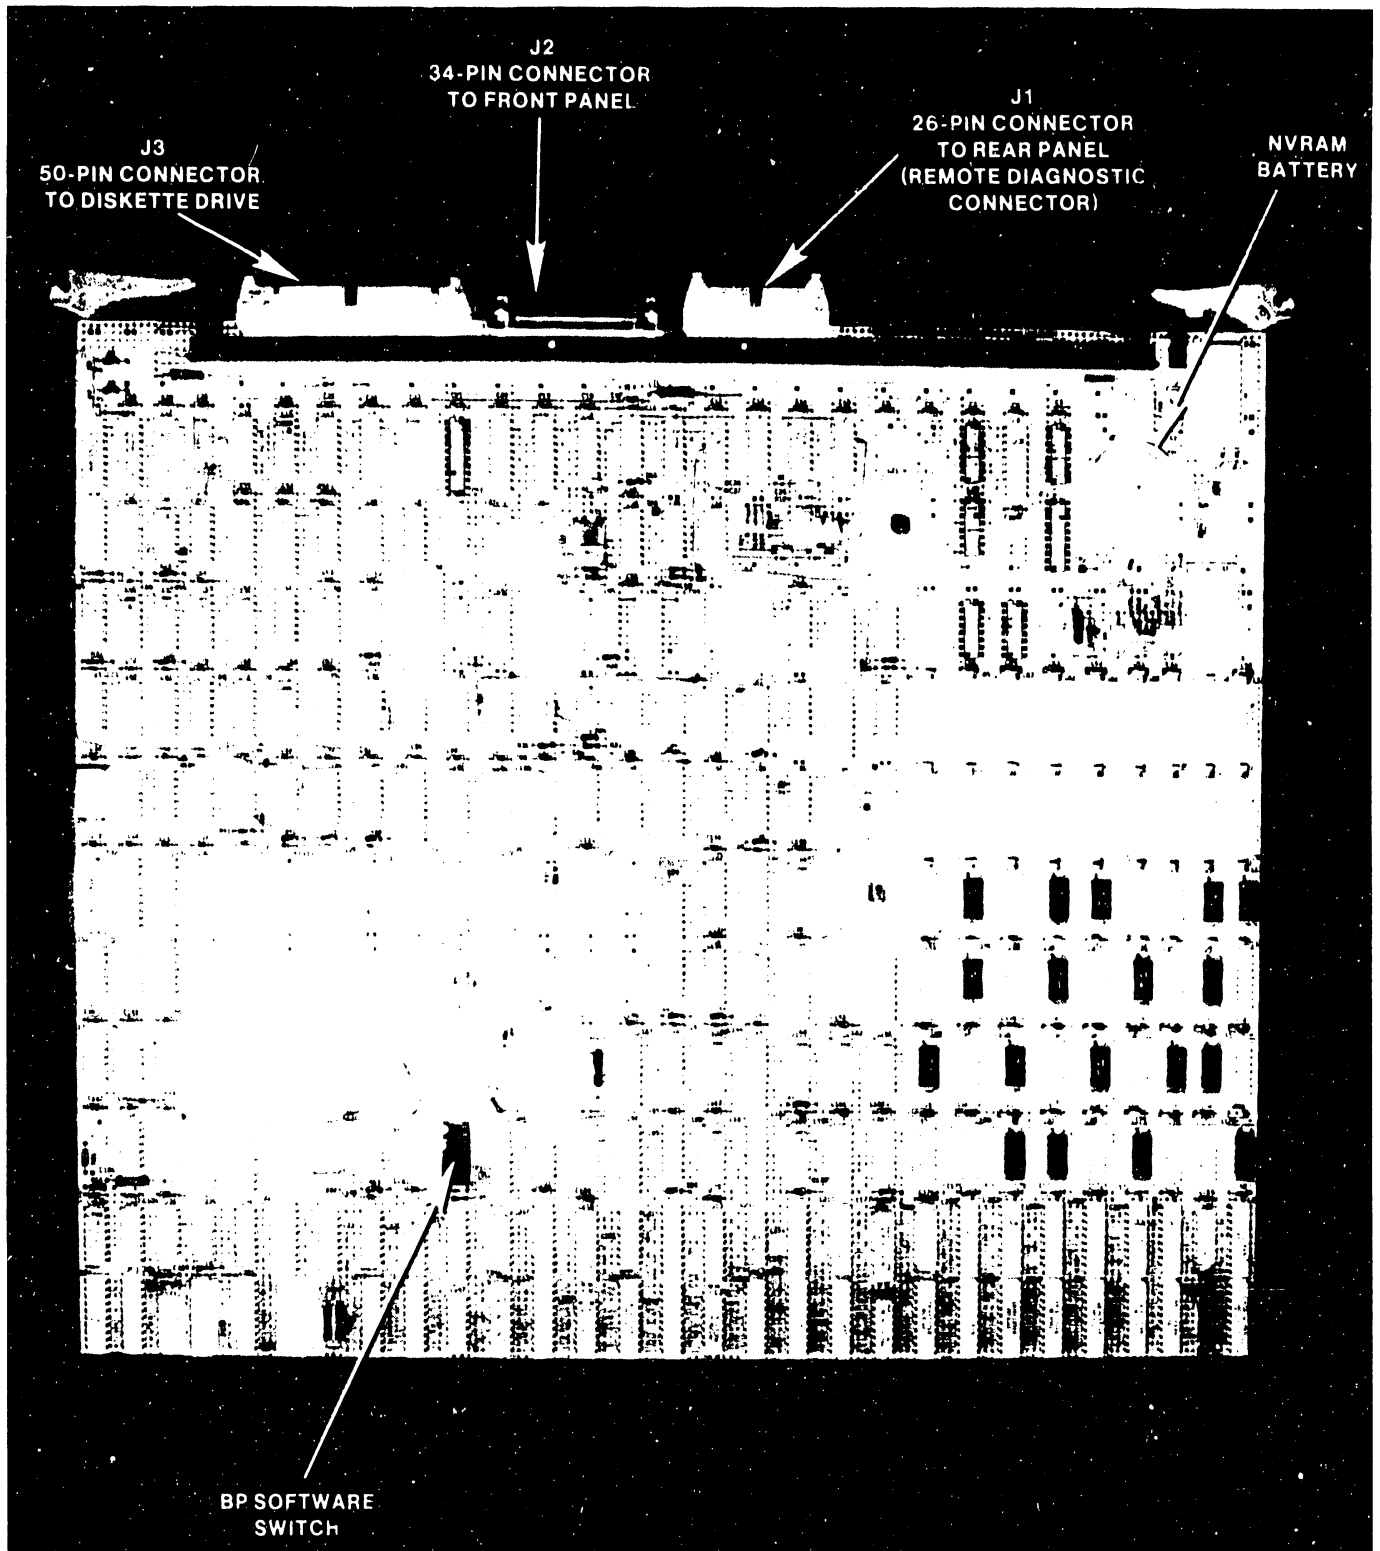 J2
34-PIN CONNECTOR
TO FRONT PANEL
J1
26-PIN CONNECTOR
TO REAR PANEL
(REMOTE DIAGNOSTIC
CONNECTOR)
NVRAM
BATTERY
J3
50-PIN CONNECTOR
TO DISKETTE DRIVE
BP SOFTWARE
SWITCH